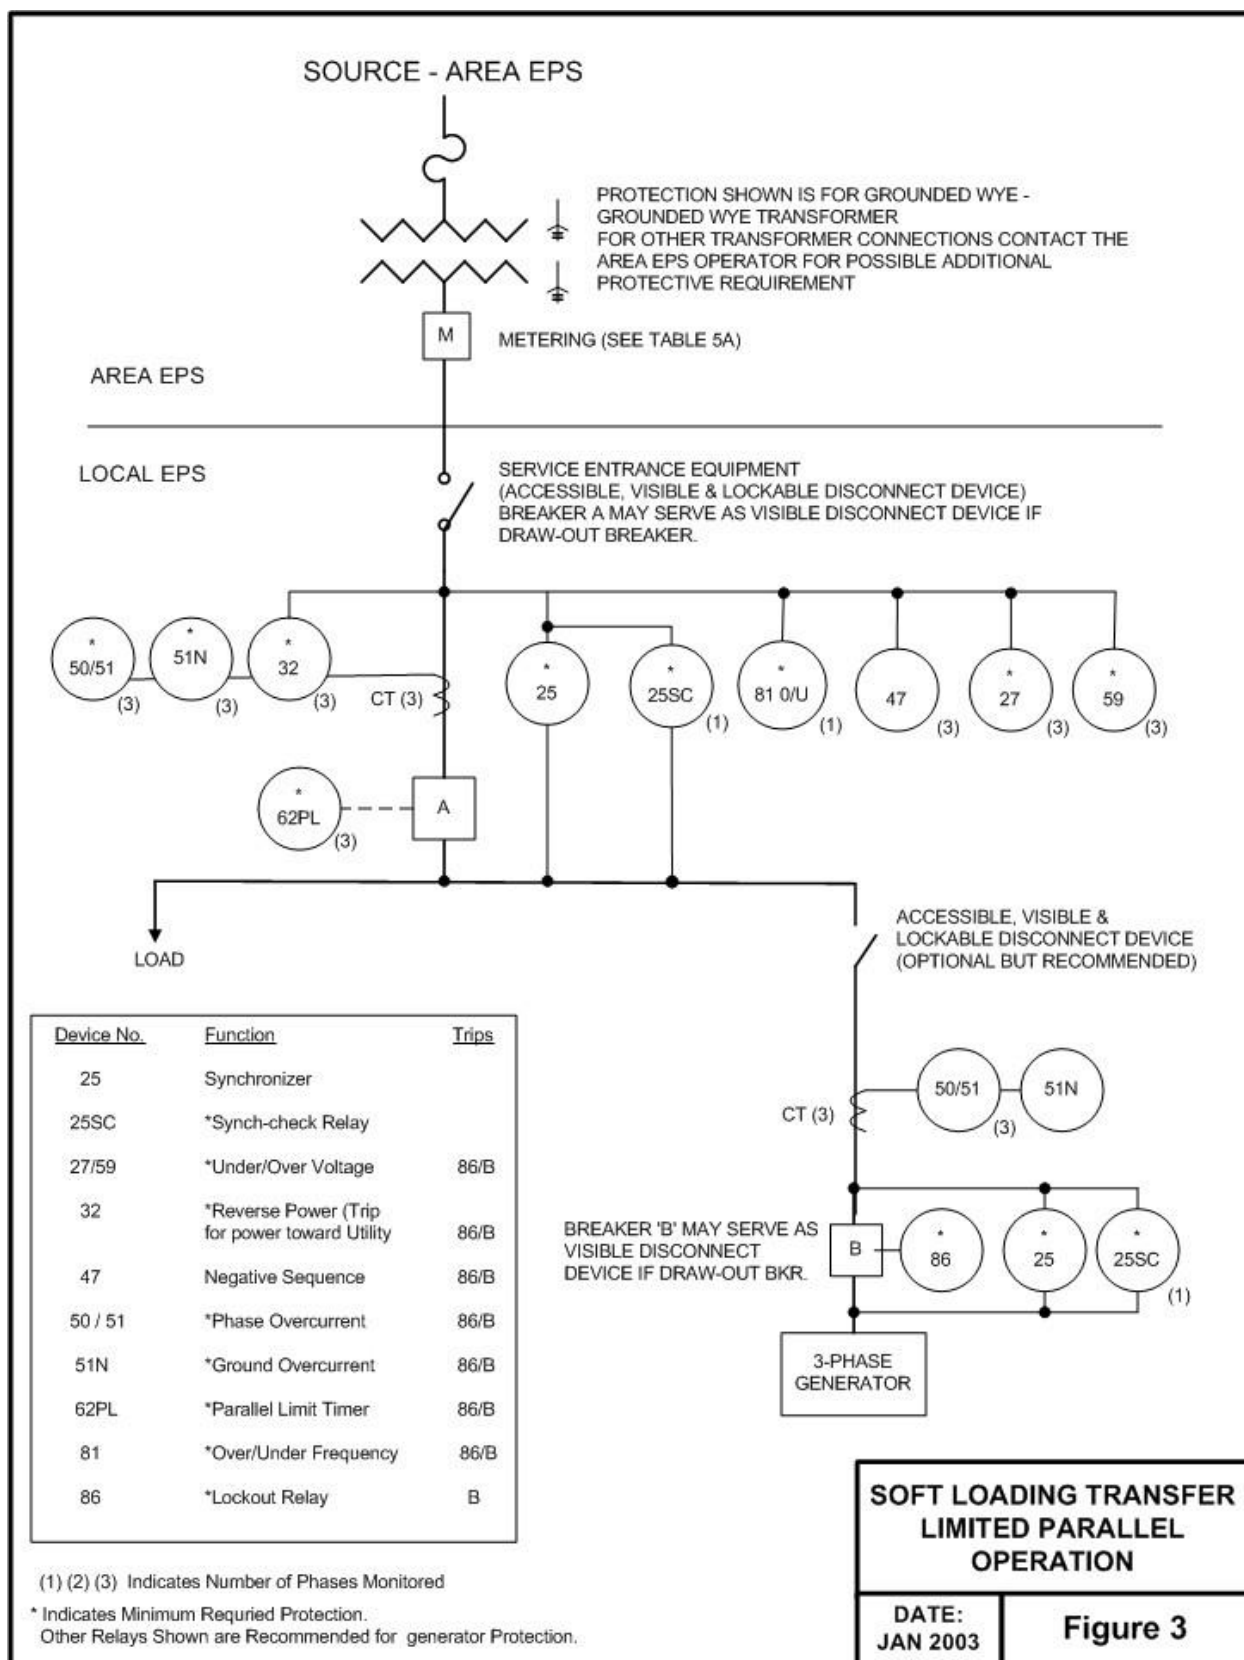 SOURCE - AREA EPS
PROTECTION SHOWN IS FOR GROUNDED WYE -
GROUNDED WYE TRANSFORMER
FOR OTHER TRANSFORMER CONNECTIONS CONTACT THE
AREA EPS OPERATOR FOR POSSIBLE ADDITIONAL
PROTECTIVE REQUIREMENT
M
METERING (SEE TABLE 5A)
AREA EPS
LOCAL EPS
SERVICE ENTRANCE EQUIPMENT
(ACCESSIBLE, VISIBLE & LOCKABLE DISCONNECT DEVICE)
BREAKER A MAY SERVE AS VISIBLE DISCONNECT DEVICE IF
DRAW-OUT BREAKER.
* 50/51 (3)
* 51N (3)
* 32 (3)
CT (3)
* 25
* 25SC (1)
* 81 0/U (1)
47 (3)
* 27 (3)
* 59 (3)
* 62PL (3)
A
LOAD
ACCESSIBLE, VISIBLE &
LOCKABLE DISCONNECT DEVICE
(OPTIONAL BUT RECOMMENDED)
CT (3)
50/51 (3)
51N
BREAKER 'B' MAY SERVE AS
VISIBLE DISCONNECT
DEVICE IF DRAW-OUT BKR.
B
* 86
* 25
* 25SC (1)
3-PHASE
GENERATOR
Device No. Function Trips
25 Synchronizer
25SC *Synch-check Relay
27/59 *Under/Over Voltage 86/B
32 *Reverse Power (Trip
for power toward Utility 86/B
47 Negative Sequence 86/B
50 / 51 *Phase Overcurrent 86/B
51N *Ground Overcurrent 86/B
62PL *Parallel Limit Timer 86/B
81 *Over/Under Frequency 86/B
86 *Lockout Relay B
(1) (2) (3) Indicates Number of Phases Monitored
* Indicates Minimum Requried Protection.
Other Relays Shown are Recommended for generator Protection.
SOFT LOADING TRANSFER
LIMITED PARALLEL
OPERATION
DATE:
JAN 2003
Figure 3